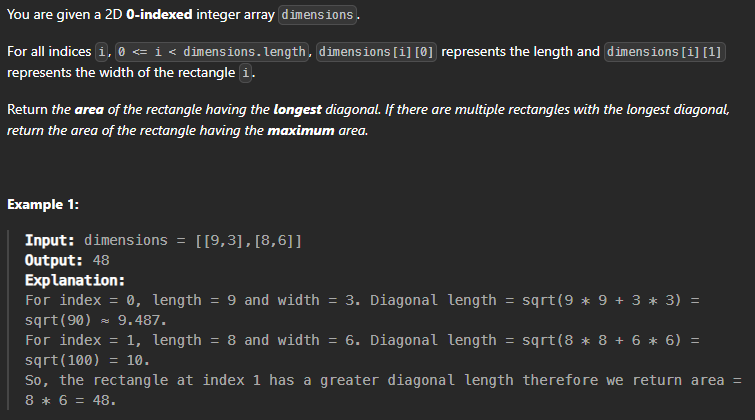 You are given a 2D 0-indexed integer array dimensions.
For all indices i, 0 <= i < dimensions.length, dimensions[i][0] represents the length and dimensions[i][1]
represents the width of the rectangle i.
Return the area of the rectangle having the longest diagonal. If there are multiple rectangles with the longest diagonal,
return the area of the rectangle having the maximum area.
Example 1:
Input: dimensions = [[9,3],[8,6]]
Output: 48
Explanation:
For index = 0, length = 9 and width = 3. Diagonal length = sqrt(9 * 9 + 3 * 3) =
sqrt(90) ≈ 9.487.
For index = 1, length = 8 and width = 6. Diagonal length = sqrt(8 * 8 + 6 * 6) =
sqrt(100) = 10.
So, the rectangle at index 1 has a greater diagonal length therefore we return area =
8 * 6 = 48.